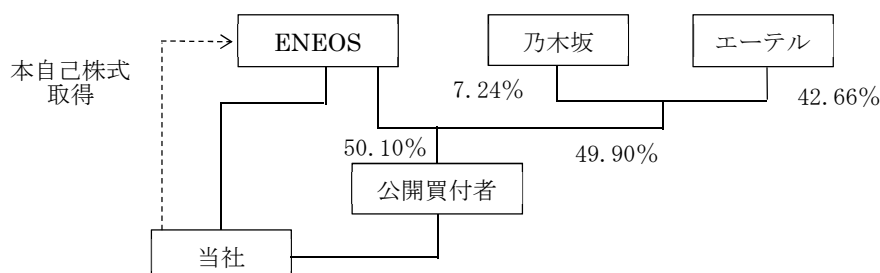 ENEOS
乃木坂
エーテル
本自己株式
取得
7.24%
42.66%
50.10%
49.90%
公開買付者
当社